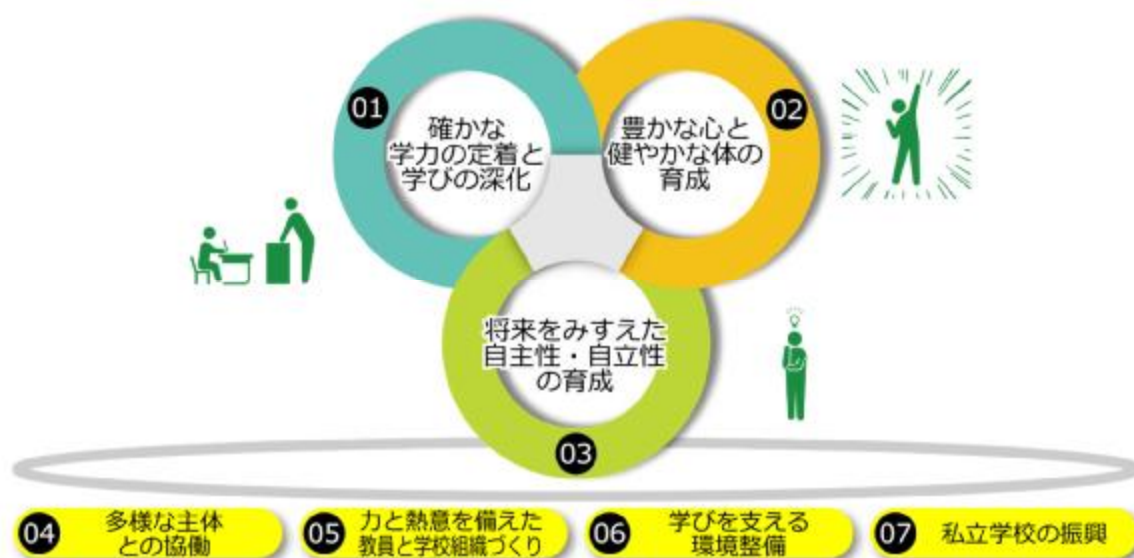 01
確かな
学力の定着と
学びの深化
02
豊かな心と
健やかな体の
育成
03
将来をみすえた
自主性・自立性
の育成
04
多様な主体
との協働
05
力と熱意を備えた
教員と学校組織づくり
06
学びを支える
環境整備
07
私立学校の振興